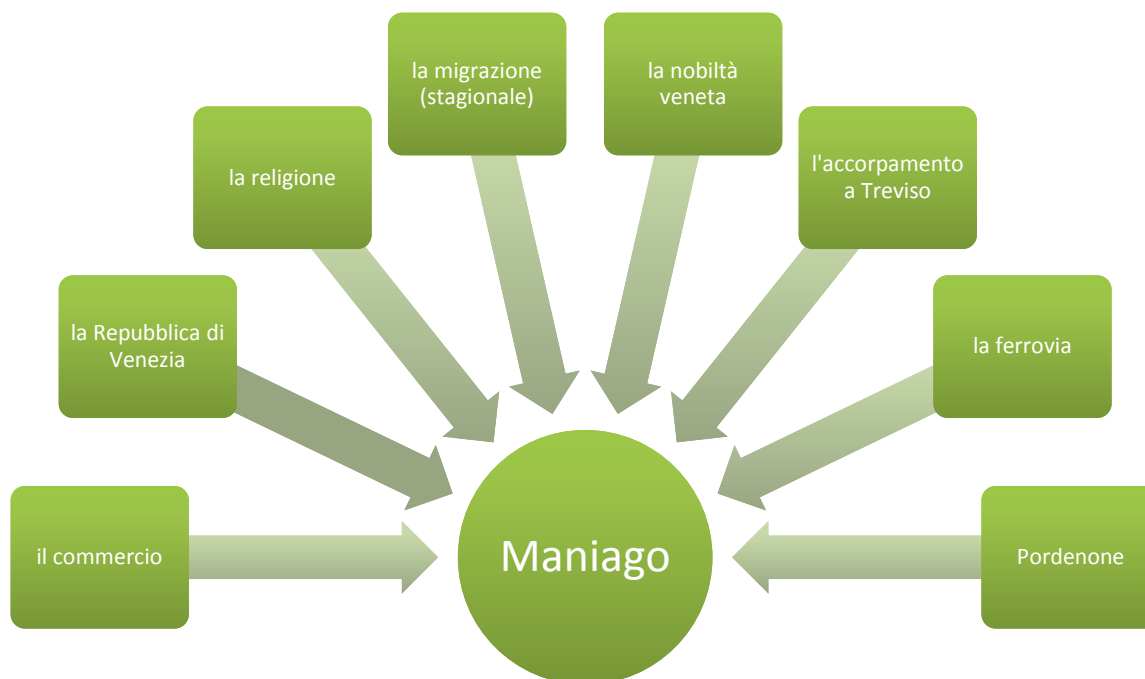 la migrazione
(stagionale)
la nobiltà
veneta
la religione
l'accorpamento
a Treviso
la Repubblica di
Venezia
la ferrovia
il commercio
Maniago
Pordenone